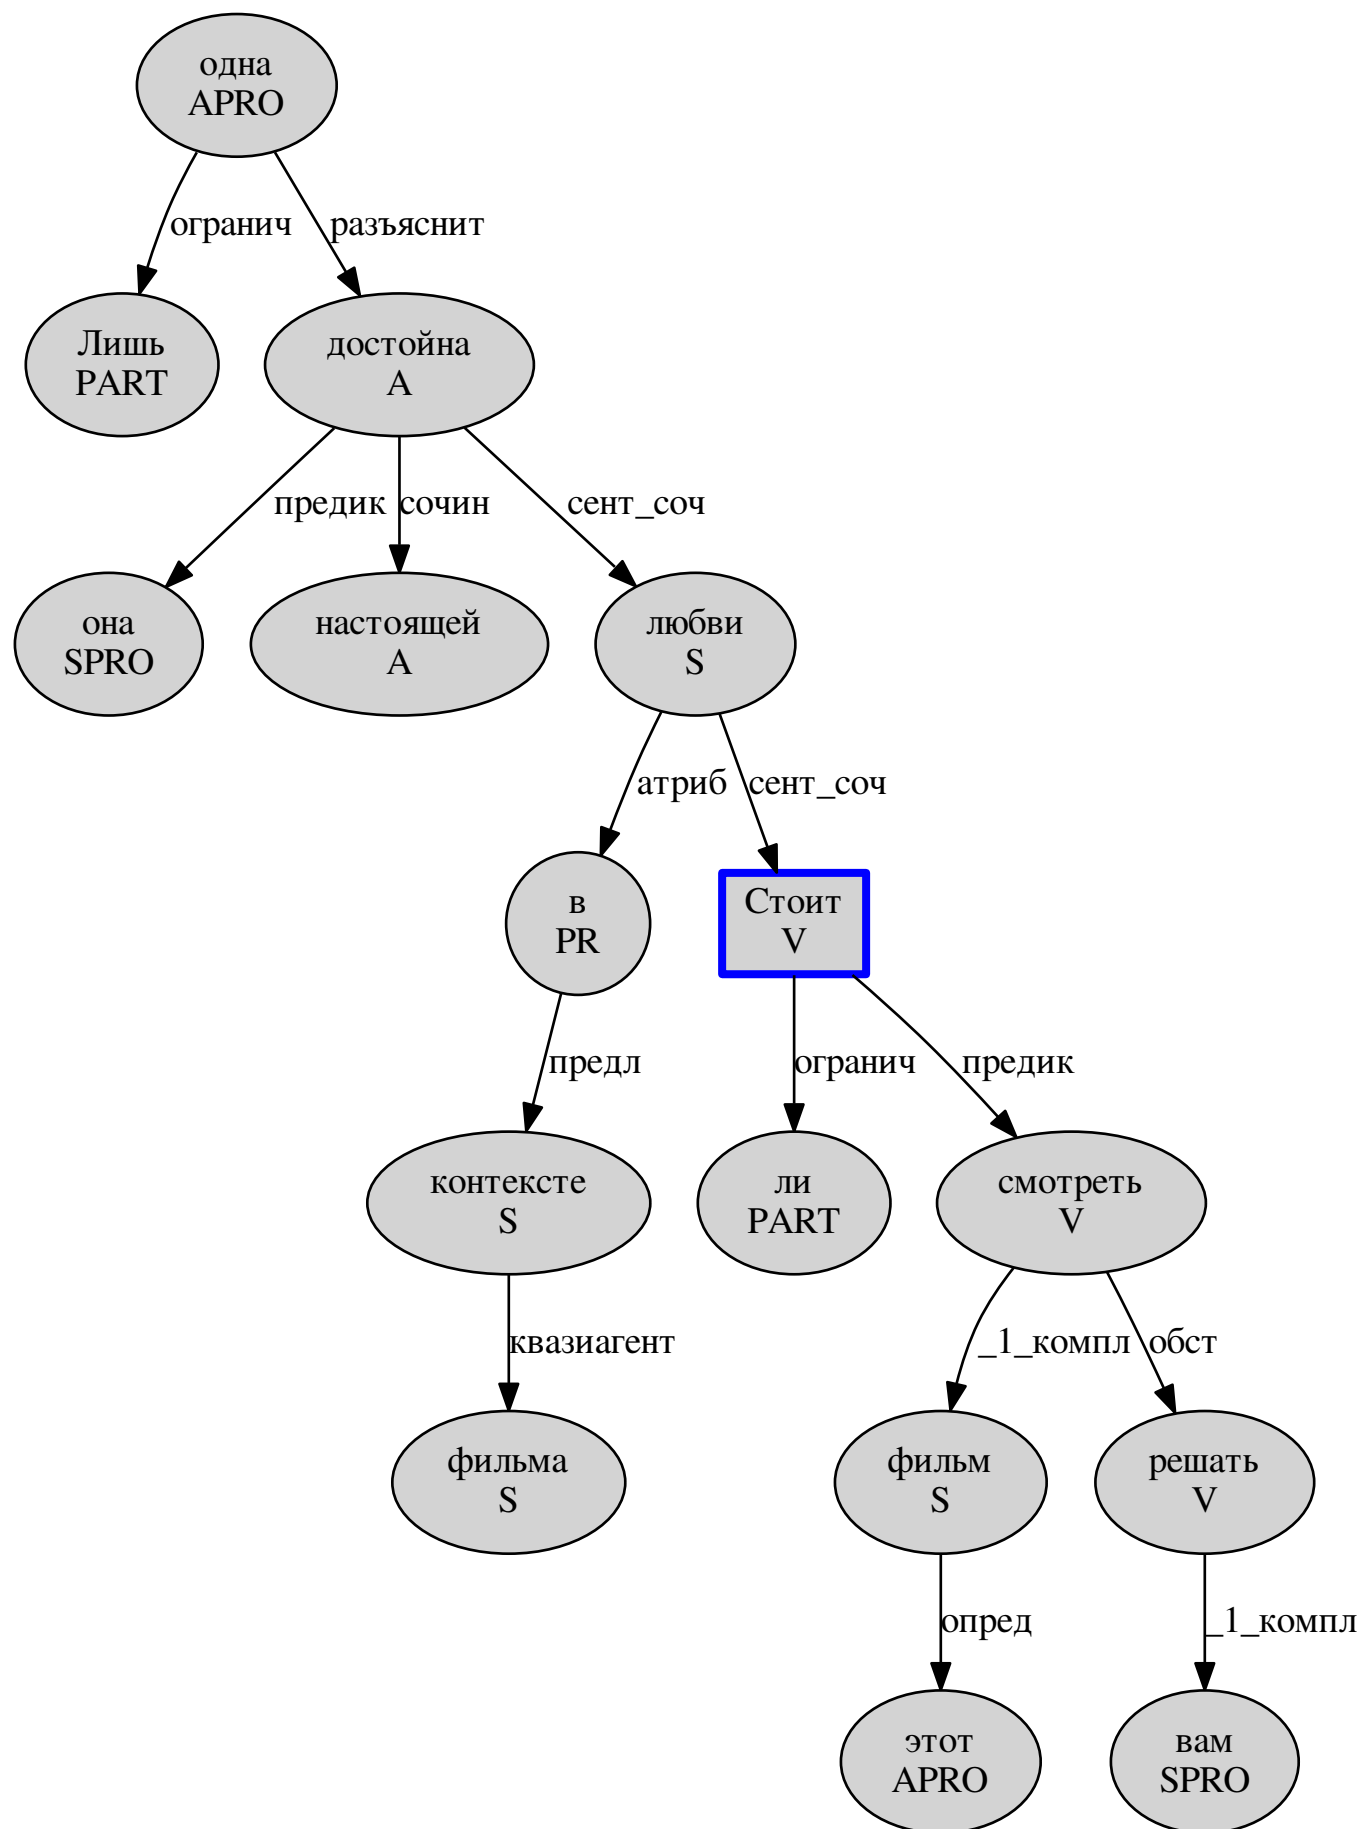 одна
APRO
огранич
разъяснит
Лишь
PART
достойна
A
предик
сочин
сент_соч
она
SPRO
настоящей
A
любви
S
атриб
сент_соч
в
PR
Стоит
V
предл
огранич
предик
контексте
S
ли
PART
смотреть
V
квазиагент
_1_компл
обст
фильма
S
фильм
S
решать
V
опред
_1_компл
этот
APRO
вам
SPRO